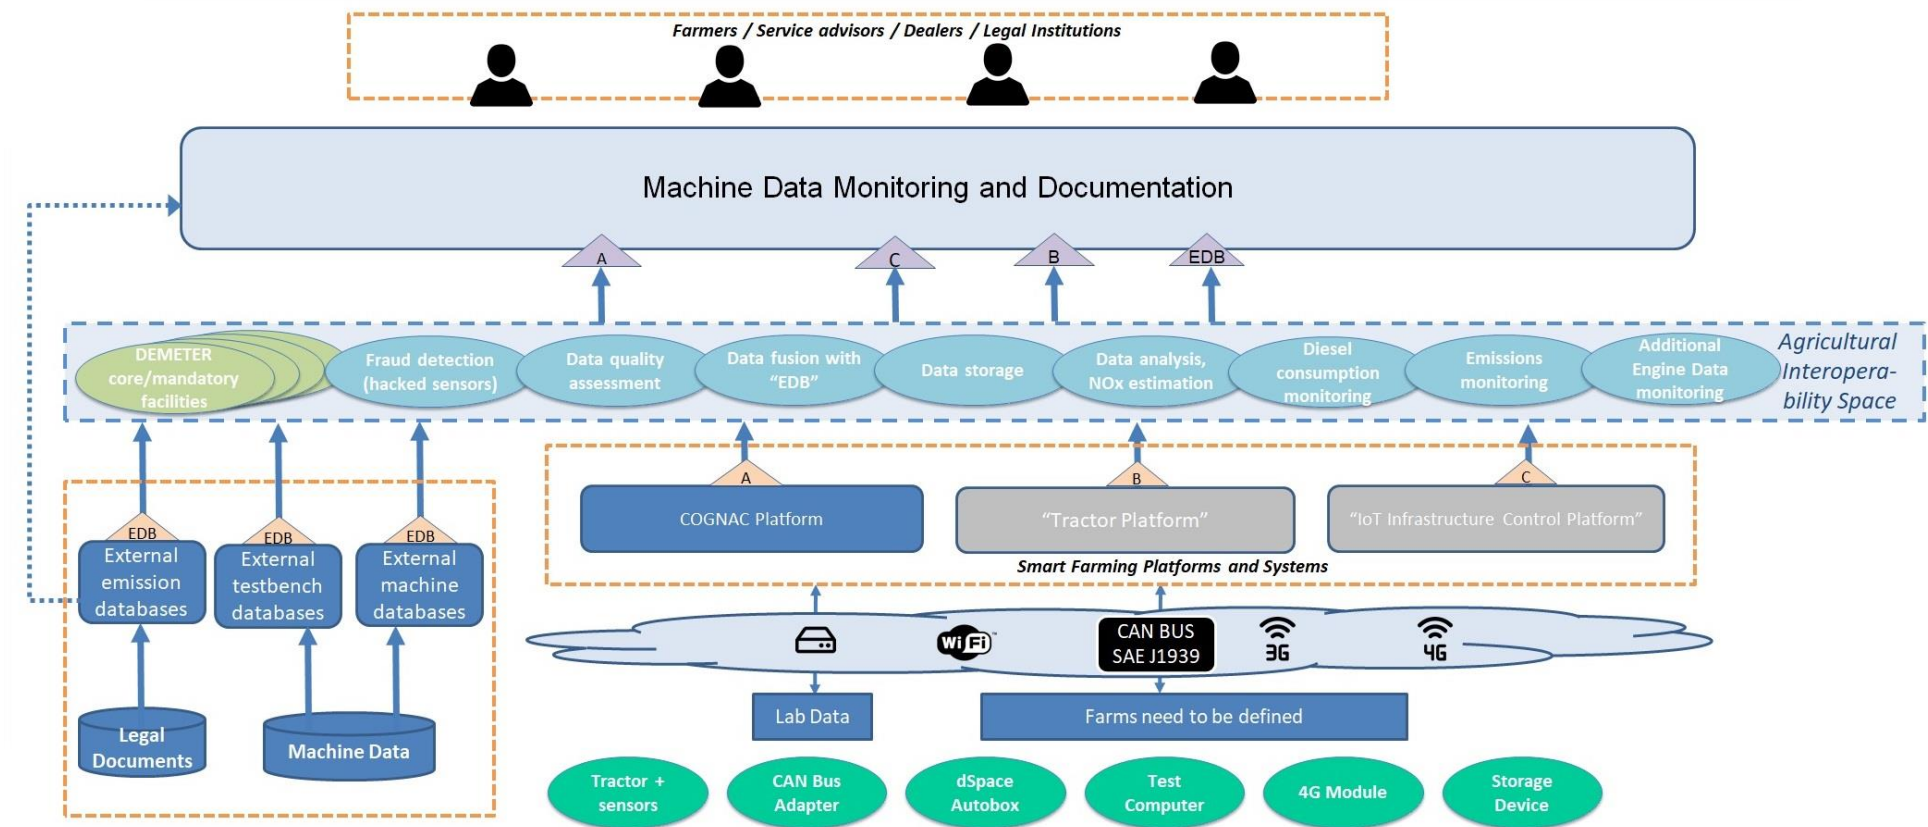 Farmers / Service advisors / Dealers / Legal Institutions
Machine Data Monitoring and Documentation
A
C
B
EDB
DEMETER
core/mandatory
facilities
Fraud detection
(hacked sensors)
Data quality
assessment
Data fusion with
“EDB”
Data storage
Data analysis,
NOx estimation
Diesel
consumption
monitoring
Emissions
monitoring
Additional
Engine Data
monitoring
Agricultural
Interopera-
bility Space
EDB
External
emission
databases
EDB
External
testbench
databases
EDB
External
machine
databases
Legal
Documents
Machine Data
A
COGNAC Platform
B
“Tractor Platform”
C
“IoT Infrastructure Control Platform”
Smart Farming Platforms and Systems
Wi Fi™
CAN BUS
SAE J1939
3G
4G
Lab Data
Farms need to be defined
Tractor +
sensors
CAN Bus
Adapter
dSpace
Autobox
Test
Computer
4G Module
Storage
Device